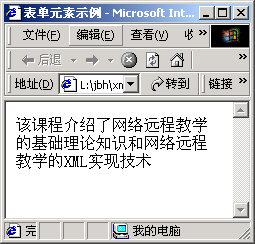 表单元素示例 - Microsoft Int...
文件(F) 编辑(E) 查看(V) »
后退 »
地址(D) L:\jbh\xn 转到 链接 »
该课程介绍了网络远程教学
的基础理论知识和网络远程
教学的XML实现技术
完 我的电脑